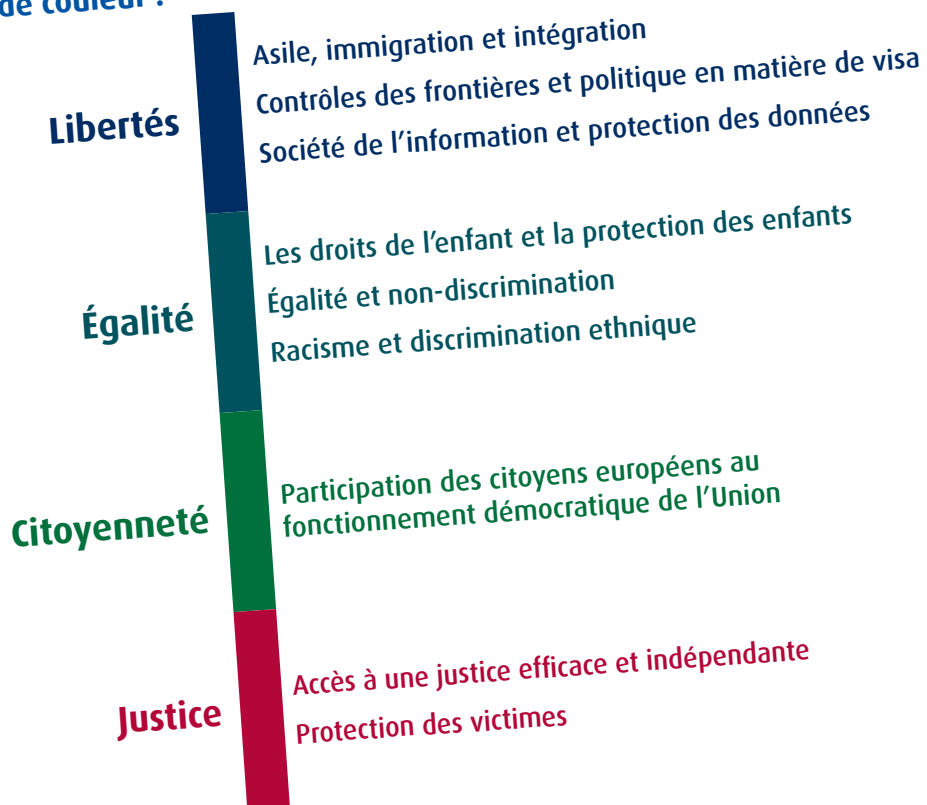 de couleur :
Libertés
Asile, immigration et intégration
Contrôles des frontières et politique en matière de visa
Société de l’information et protection des données
Égalité
Les droits de l’enfant et la protection des enfants
Égalité et non-discrimination
Racisme et discrimination ethnique
Citoyenneté
Participation des citoyens européens au
fonctionnement démocratique de l’Union
Justice
Accès à une justice efficace et indépendante
Protection des victimes